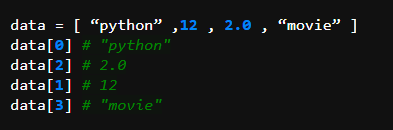 data = [ “python” ,12 , 2.0 , “movie” ]
data[0] # "python"
data[2] # 2.0
data[1] # 12
data[3] # "movie"